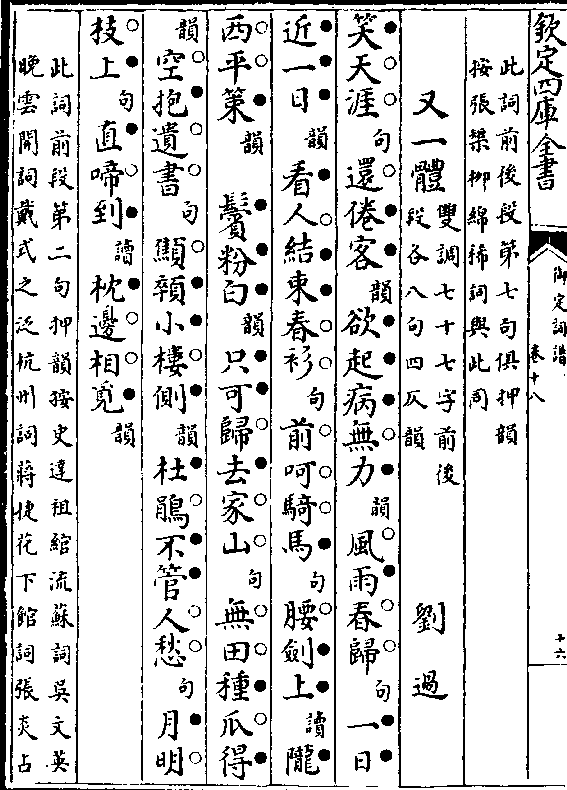 欽定四庫全書
御定詞譜
卷十八
十六
此詞前後段第七句俱押韻
按張榘柳綿稀詞與此同
又一體 雙調七十七字前後
段各八句四仄韻 劉過
笑天涯句還倦客韻欲起病無力韻風雨春歸句一日
近一日韻看人結束春衫句前呵騎馬句腰劍上讀隴
西平策韻 鬢粉白韻只可歸去家山句無田種瓜得
韻空抱遺書句顦顇小樓側韻杜鵑不管人愁句月明
技上句直啼到讀枕邊相覓韻
此詞前段第二句押韻按史達祖綰流蘇詞吳文英
晚雲開詞戴式之泛杭州詞蔣捷花下館詞張炎占